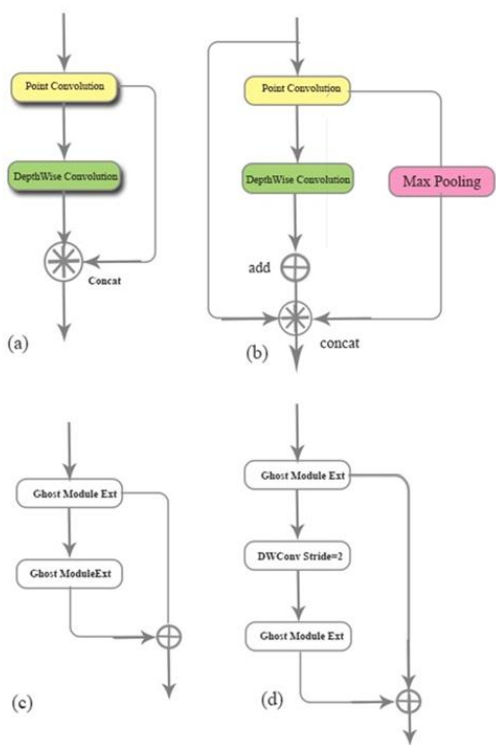 Point Convolution
DepthWise Convolution
Concat
(a)
Point Convolution
DepthWise Convolution
Max Pooling
add
concat
(b)
Ghost Module Ext
Ghost ModuleExt
(c)
Ghost Module Ext
DWConv Stride=2
Ghost Module Ext
(d)